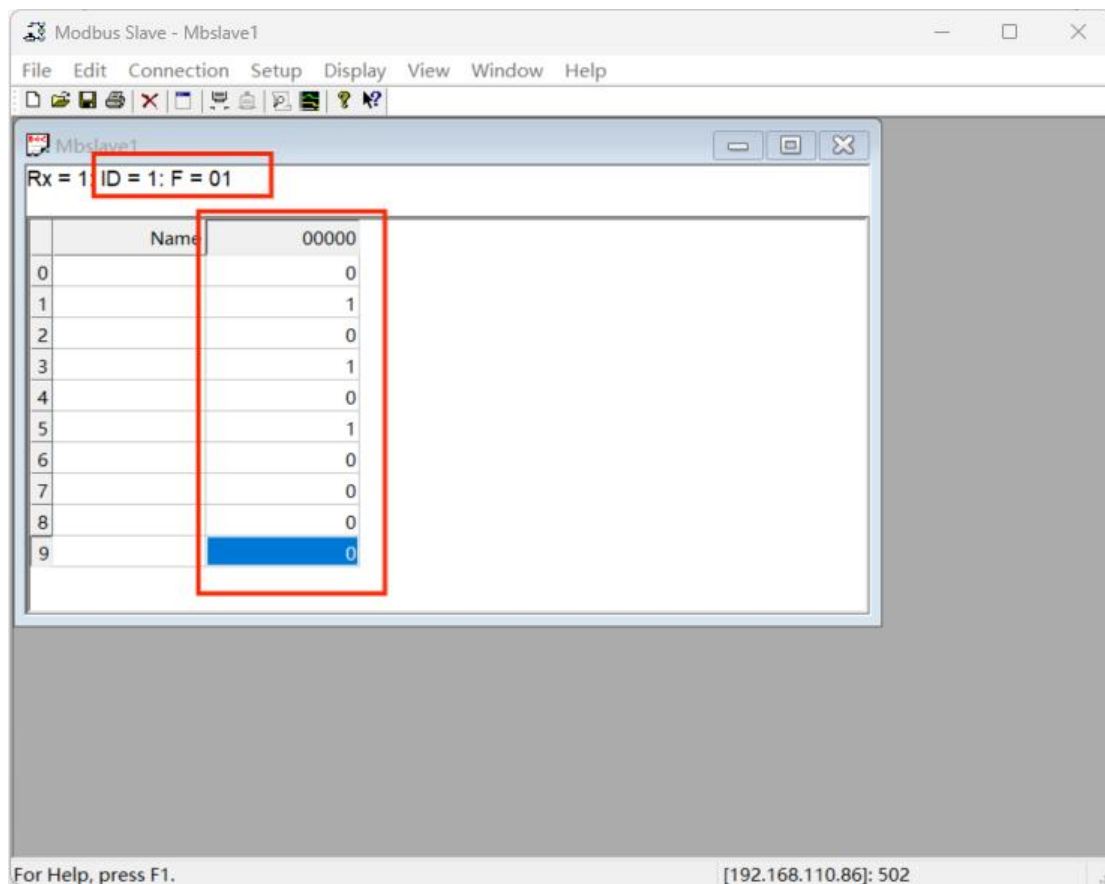 Modbus Slave - Mbslave1
File Edit Connection Setup Display View Window Help
Mbslave1
Rx = 1: ID = 1: F = 01
Name 00000
0 0
1 1
2 0
3 1
4 0
5 1
6 0
7 0
8 0
9 0
For Help, press F1. [192.168.110.86]: 502